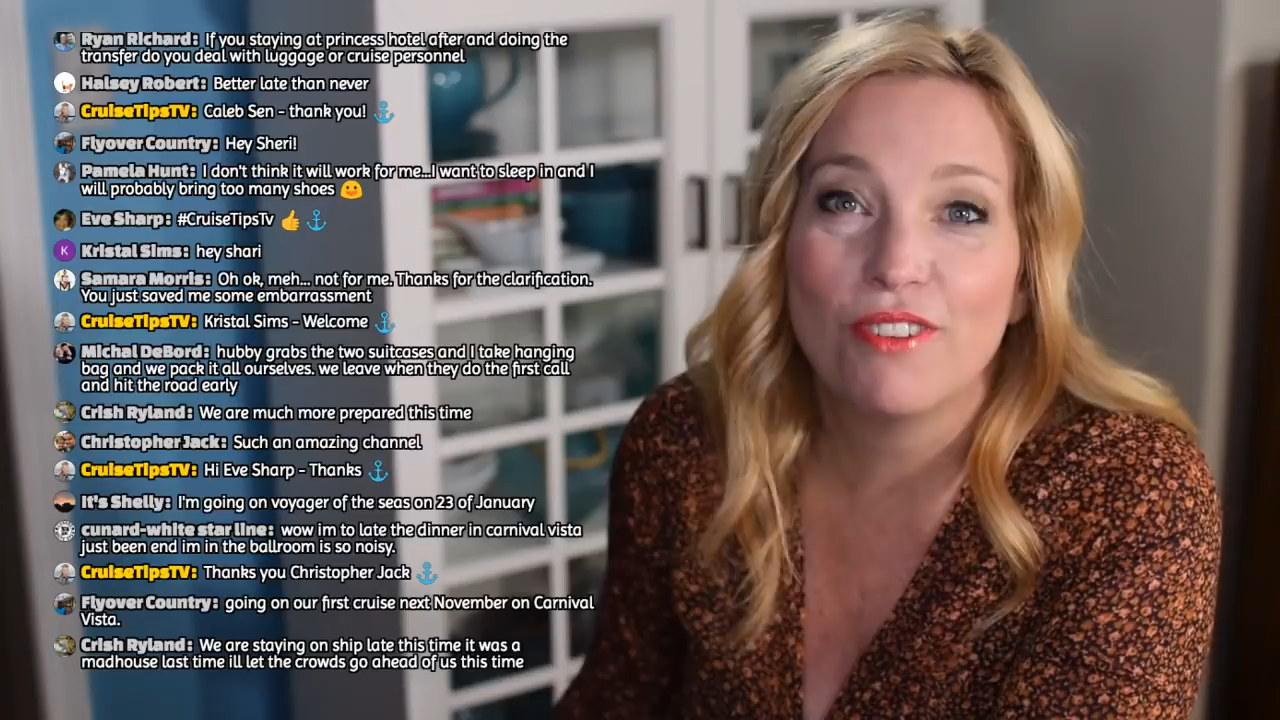 Ryan Richard: If you staying at princess hotel after and doing the
transfer do you deal with luggage or cruise personnel
Halsey Robert: Better late than never
CruiseTipsTV: Caleb Sen - thank you! ⚓
Flyover Country: Hey Sheri!
Pamela Hunt: I don't think it will work for me...I want to sleep in and I
will probably bring too many shoes 😛
Eve Sharp: #CruiseTipsTv 👍 ⚓
K Kristal Sims: hey shari
Samara Morris: Oh ok, meh... not for me. Thanks for the clarification.
You just saved me some embarrassment
CruiseTipsTV: Kristal Sims - Welcome ⚓
Michal DeBord: hubby grabs the two suitcases and I take hanging
bag and we pack it all ourselves. we leave when they do the first call
and hit the road early
Crish Ryland: We are much more prepared this time
Christopher Jack: Such an amazing channel
CruiseTipsTV: Hi Eve Sharp - Thanks ⚓
It's Shelly: I'm going on voyager of the seas on 23 of January
cunard-white star line: wow im to late the dinner in carnival vista
just been end im in the ballroom is so noisy.
CruiseTipsTV: Thanks you Christopher Jack ⚓
Flyover Country: going on our first cruise next November on Carnival
Vista.
Crish Ryland: We are staying on ship late this time it was a
madhouse last time ill let the crowds go ahead of us this time